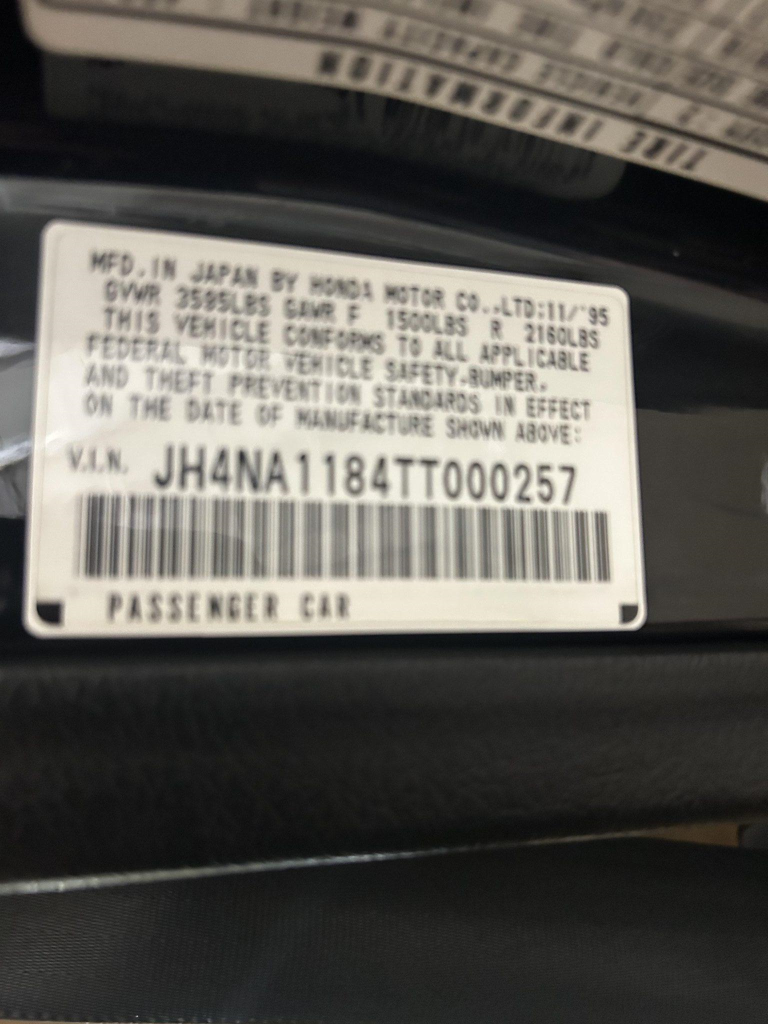 TIRE INFORMATION
MFD. IN JAPAN BY HONDA MOTOR CO.,LTD:11/'95
GVWR 3595LBS GAWR F 1500LBS R 2160LBS
THIS VEHICLE CONFORMS TO ALL APPLICABLE
FEDERAL MOTOR VEHICLE SAFETY-BUMPER,
AND THEFT PREVENTION STANDARDS IN EFFECT
ON THE DATE OF MANUFACTURE SHOWN ABOVE:
V.I.N. JH4NA1184TT000257
PASSENGER CAR